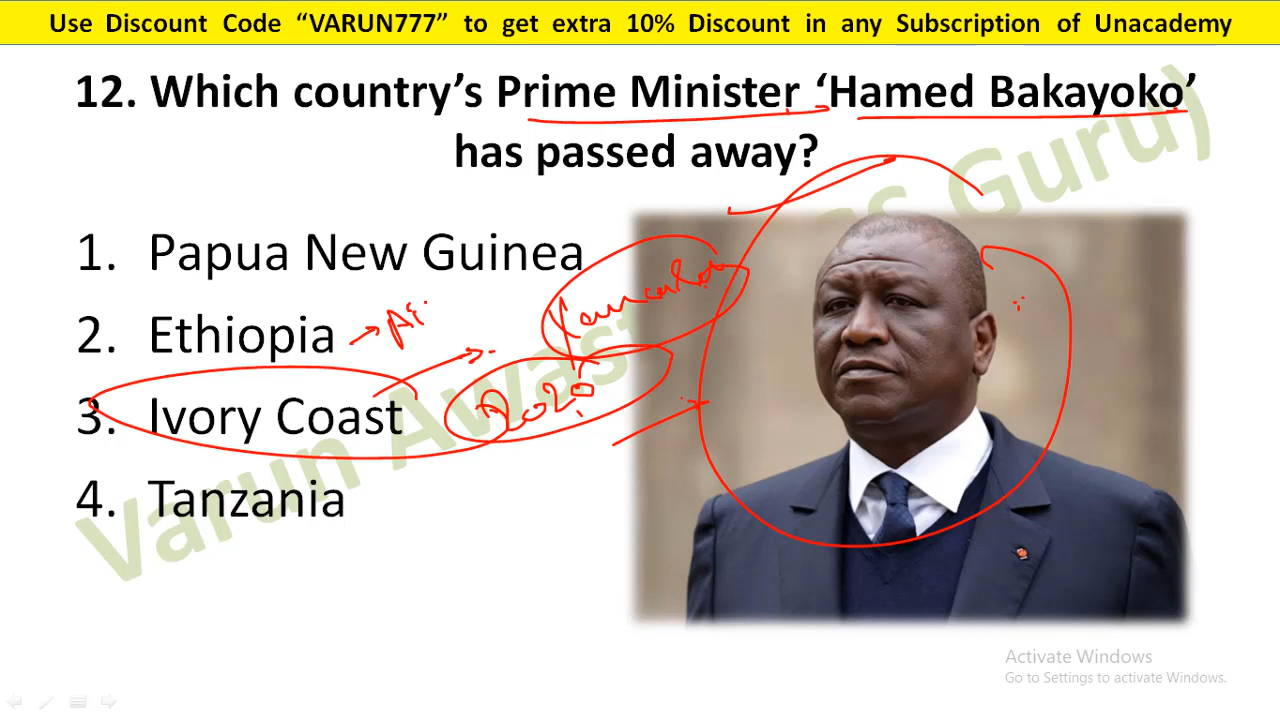 Use Discount Code “VARUN777” to get extra 10% Discount in any Subscription of Unacademy
12. Which country’s Prime Minister ‘Hamed Bakayoko’
has passed away?
1. Papua New Guinea
2. Ethiopia
3. Ivory Coast
2020
4. Tanzania
Activate Windows
Go to Settings to activate Windows.